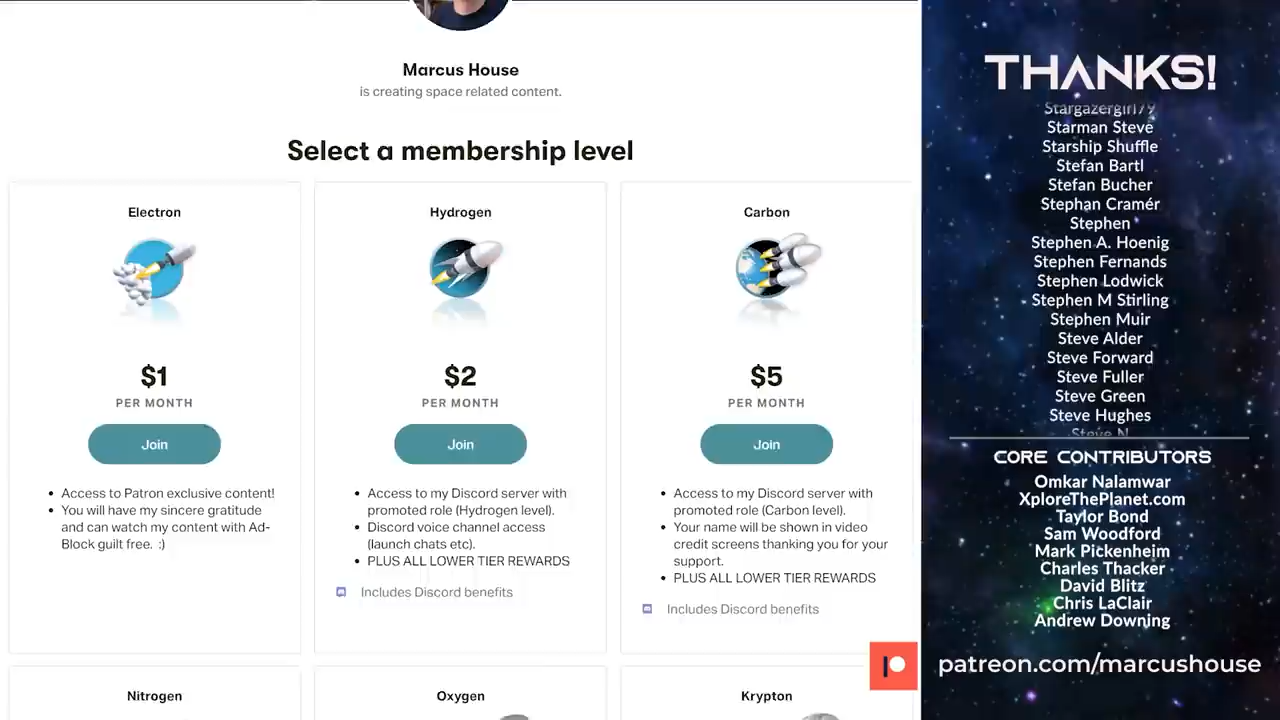 Marcus House
is creating space related content.
Select a membership level
Electron
$1
PER MONTH
Join
• Access to Patron exclusive content!
• You will have my sincere gratitude
and can watch my content with Ad-
Block guilt free. :)
Hydrogen
$2
PER MONTH
Join
• Access to my Discord server with
promoted role (Hydrogen level).
• Discord voice channel access
(launch chats etc).
• PLUS ALL LOWER TIER REWARDS
Includes Discord benefits
Carbon
$5
PER MONTH
Join
• Access to my Discord server with
promoted role (Carbon level).
• Your name will be shown in video
credit screens thanking you for your
support.
• PLUS ALL LOWER TIER REWARDS
Includes Discord benefits
Nitrogen
Oxygen
Krypton
THANKS!
Stargazergirl79
Starman Steve
Starship Shuffle
Stefan Bartl
Stefan Bucher
Stephan Cramér
Stephen
Stephen A. Hoenig
Stephen Fernands
Stephen Lodwick
Stephen M Stirling
Stephen Muir
Steve Alder
Steve Forward
Steve Fuller
Steve Green
Steve Hughes
Steve N
CORE CONTRIBUTORS
Omkar Nalamwar
XploreThePlanet.com
Taylor Bond
Sam Woodford
Mark Pickenheim
Charles Thacker
David Blitz
Chris LaClair
Andrew Downing
patreon.com/marcushouse